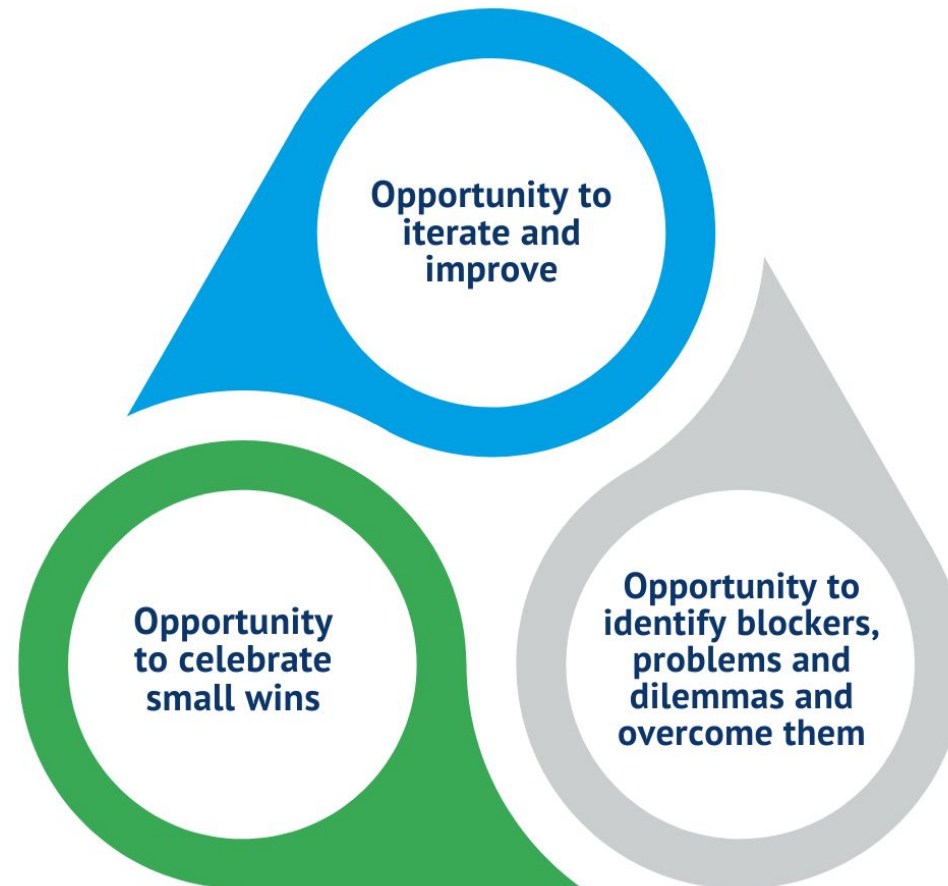 Opportunity to
iterate and
improve
Opportunity
to celebrate
small wins
Opportunity to
identify blockers,
problems and
dilemmas and
overcome them